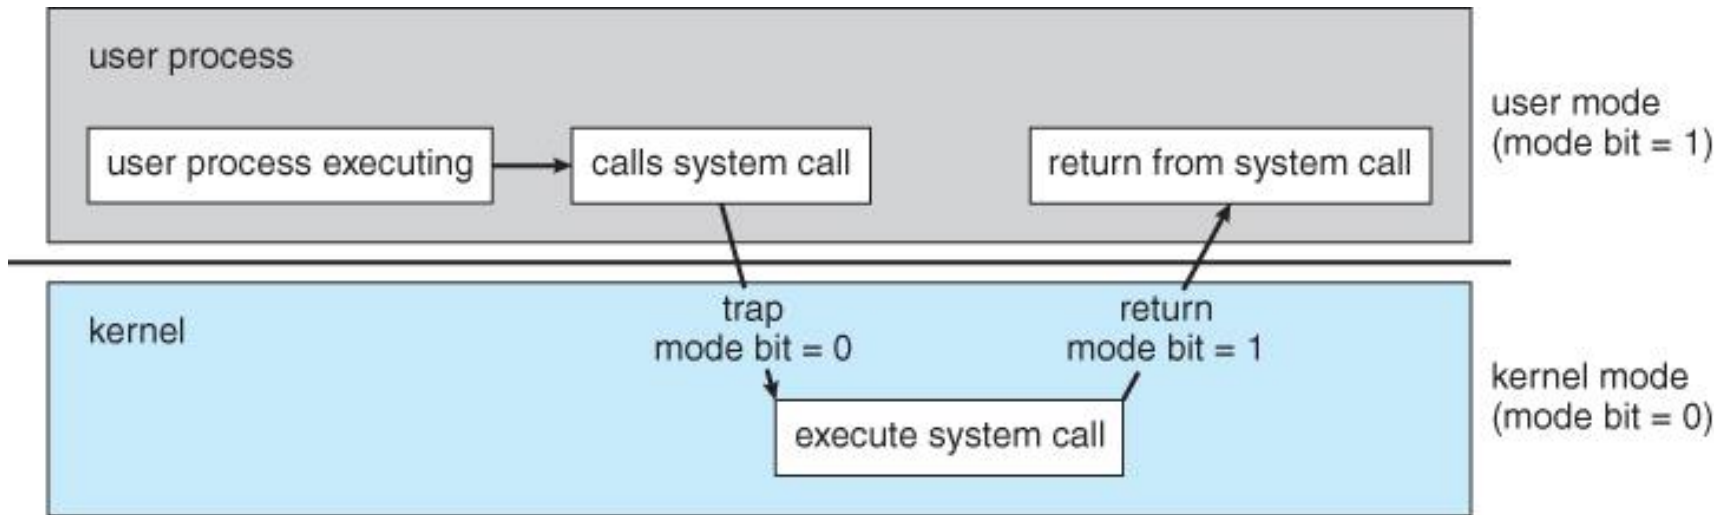 user process
user process executing
calls system call
return from system call
user mode
(mode bit = 1)
kernel
trap
mode bit = 0
return
mode bit = 1
execute system call
kernel mode
(mode bit = 0)